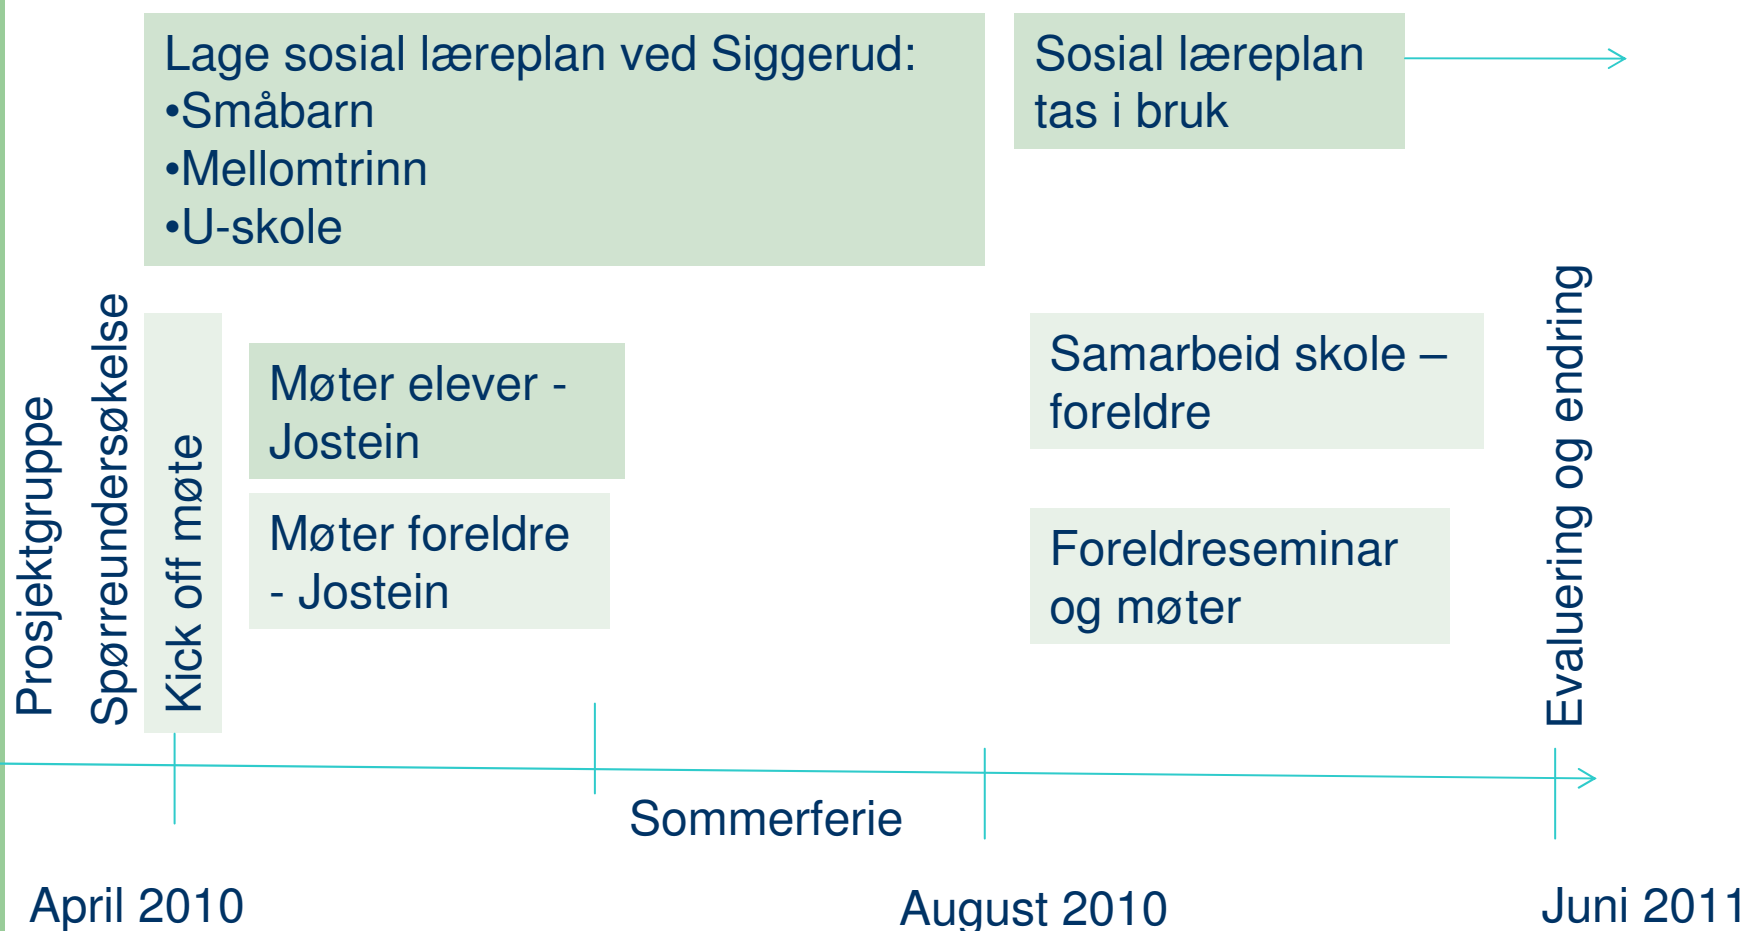 Lage sosial læreplan ved Siggerud:
•Småbarn
•Mellomtrinn
•U-skole
Sosial læreplan
tas i bruk
Prosjektgruppe
Spørreundersøkelse
Kick off møte
Møter elever -
Jostein
Møter foreldre
- Jostein
Samarbeid skole –
foreldre
Foreldreseminar
og møter
Evaluering og endring
Sommerferie
April 2010
August 2010
Juni 2011